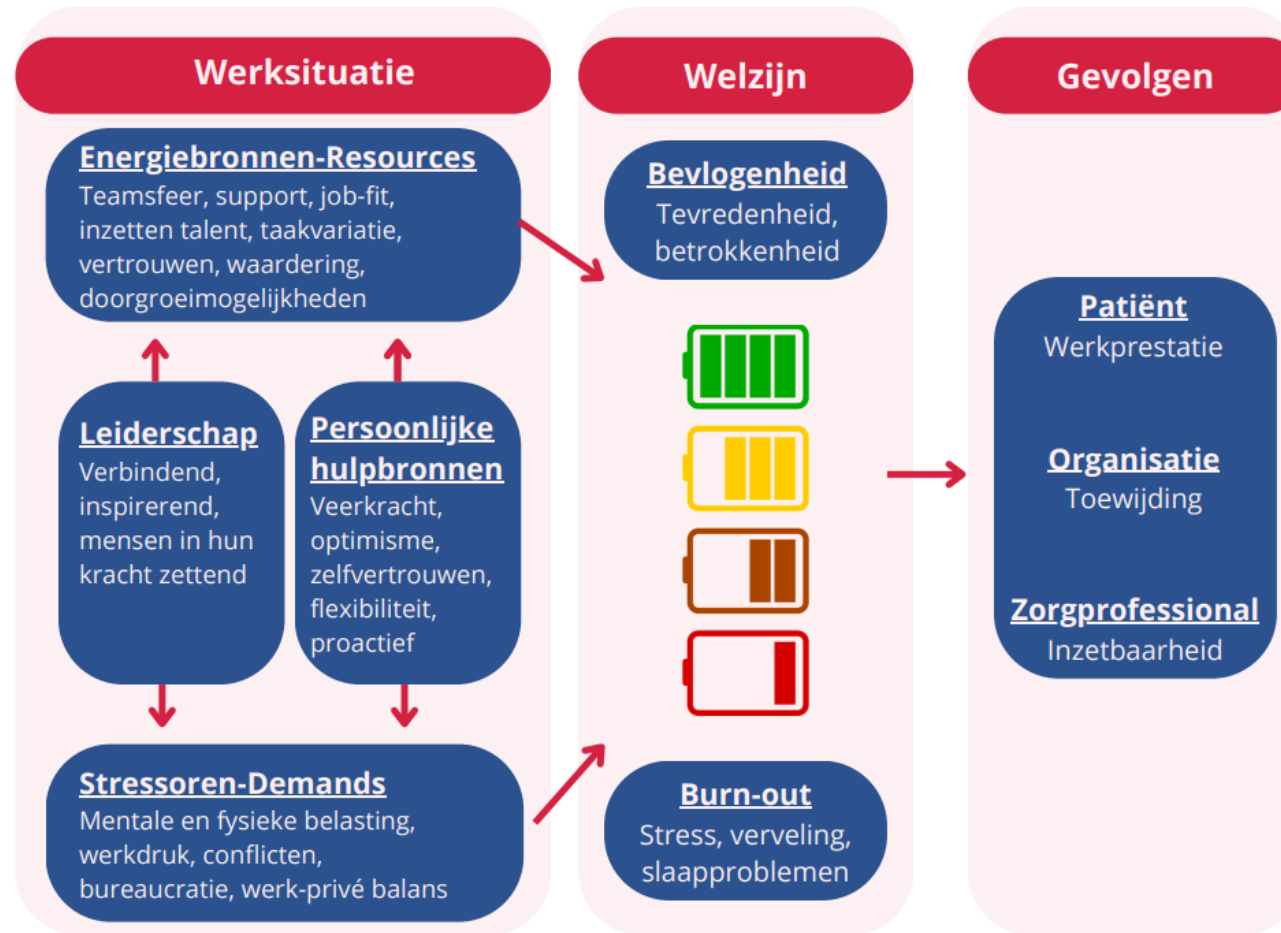 Werksituatie
Energiebronnen-Resources
Teamsfeer, support, job-fit,
inzetten talent, taakvariatie,
vertrouwen, waardering,
doorgroeimogelijkheden
Leiderschap
Verbindend,
inspirerend,
mensen in hun
kracht zettend
Persoonlijke
hulpbronnen
Veerkracht,
optimisme,
zelfvertrouwen,
flexibiliteit,
proactief
Stressoren-Demands
Mentale en fysieke belasting,
werkdruk, conflicten,
bureaucratie, werk-privé balans
Welzijn
Bevlogenheid
Tevredenheid,
betrokkenheid
Burn-out
Stress, verveling,
slaapproblemen
Gevolgen
Patiënt
Werkprestatie
Organisatie
Toewijding
Zorgprofessional
Inzetbaarheid